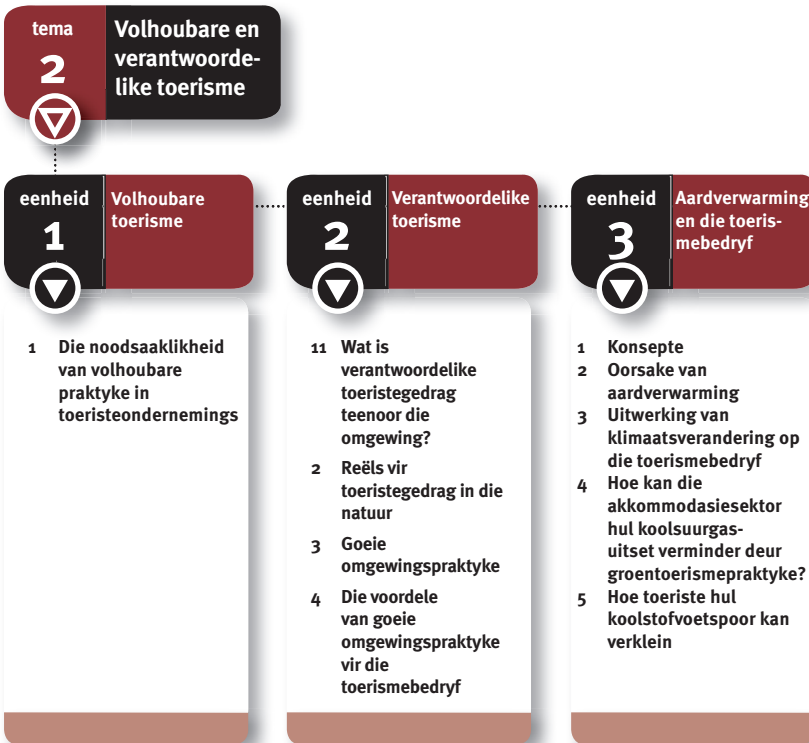 tema
2
Volhoubare en
verantwoorde-
like toerisme
eenheid
1
Volhoubare
toerisme
1 Die noodsaaklikheid
van volhoubare
praktyke in
toeristeondernemings
eenheid
2
Verantwoordelike
toerisme
11 Wat is
verantwoordelike
toeristegedrag
teenoor die
omgewing?
2 Reëls vir
toeristegedrag in die
natuur
3 Goeie
omgewingspraktyke
4 Die voordele
van goeie
omgewingspraktyke
vir die
toerismebedryf
eenheid
3
Aardverwarming
en die toeris-
mebedryf
1 Konsepte
2 Oorsake van
aardverwarming
3 Uitwerking van
klimaatsverandering op
die toerismebedryf
4 Hoe kan die
akkommodasiesektor
hul koolsuurgas-
uitset verminder deur
groentoerismepraktyke?
5 Hoe toeriste hul
koolstofvoetspoor kan
verklein